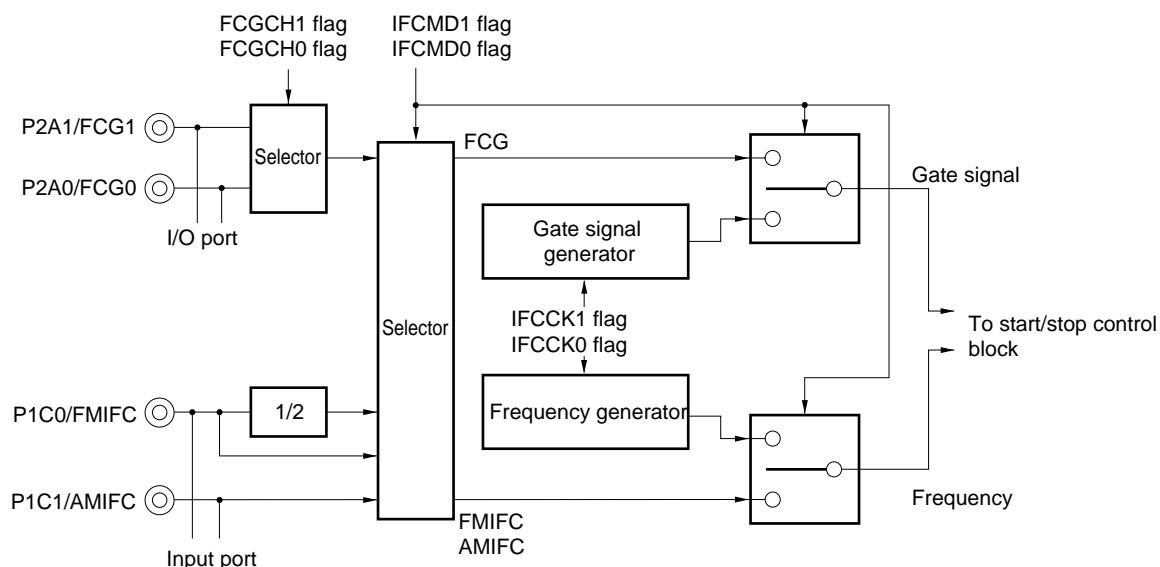 FCGCH1 flag
FCGCH0 flag
IFCMD1 flag
IFCMD0 flag
P2A1/FCG1
Selector
FCG
P2A0/FCG0
Gate signal
I/O port
Gate signal
generator
Selector
IFCCK1 flag
IFCCK0 flag
To start/stop control
block
P1C0/FMIFC
1/2
Frequency generator
P1C1/AMIFC
Frequency
FMIFC
AMIFC
Input port